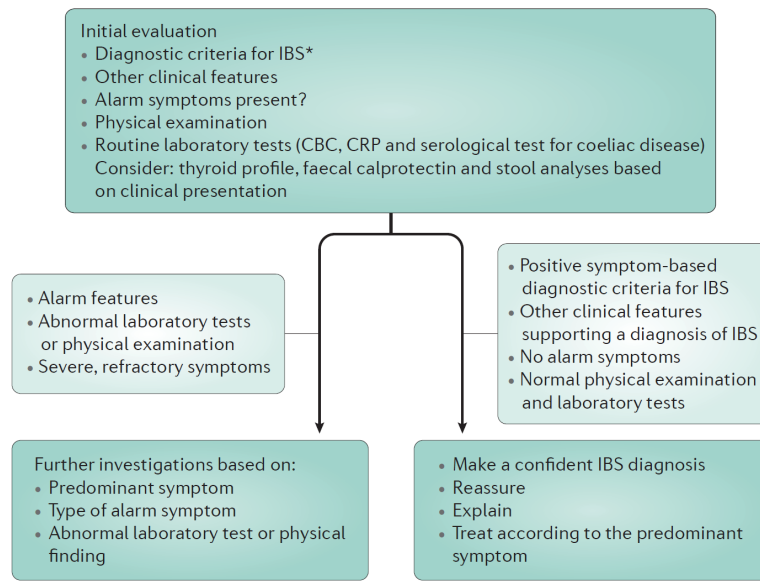 Initial evaluation
• Diagnostic criteria for IBS*
• Other clinical features
• Alarm symptoms present?
• Physical examination
• Routine laboratory tests (CBC, CRP and serological test for coeliac disease)
Consider: thyroid profile, faecal calprotectin and stool analyses based
on clinical presentation
• Alarm features
• Abnormal laboratory tests
or physical examination
• Severe, refractory symptoms
• Positive symptom-based
diagnostic criteria for IBS
• Other clinical features
supporting a diagnosis of IBS
• No alarm symptoms
• Normal physical examination
and laboratory tests
Further investigations based on:
• Predominant symptom
• Type of alarm symptom
• Abnormal laboratory test or physical
finding
• Make a confident IBS diagnosis
• Reassure
• Explain
• Treat according to the predominant
symptom